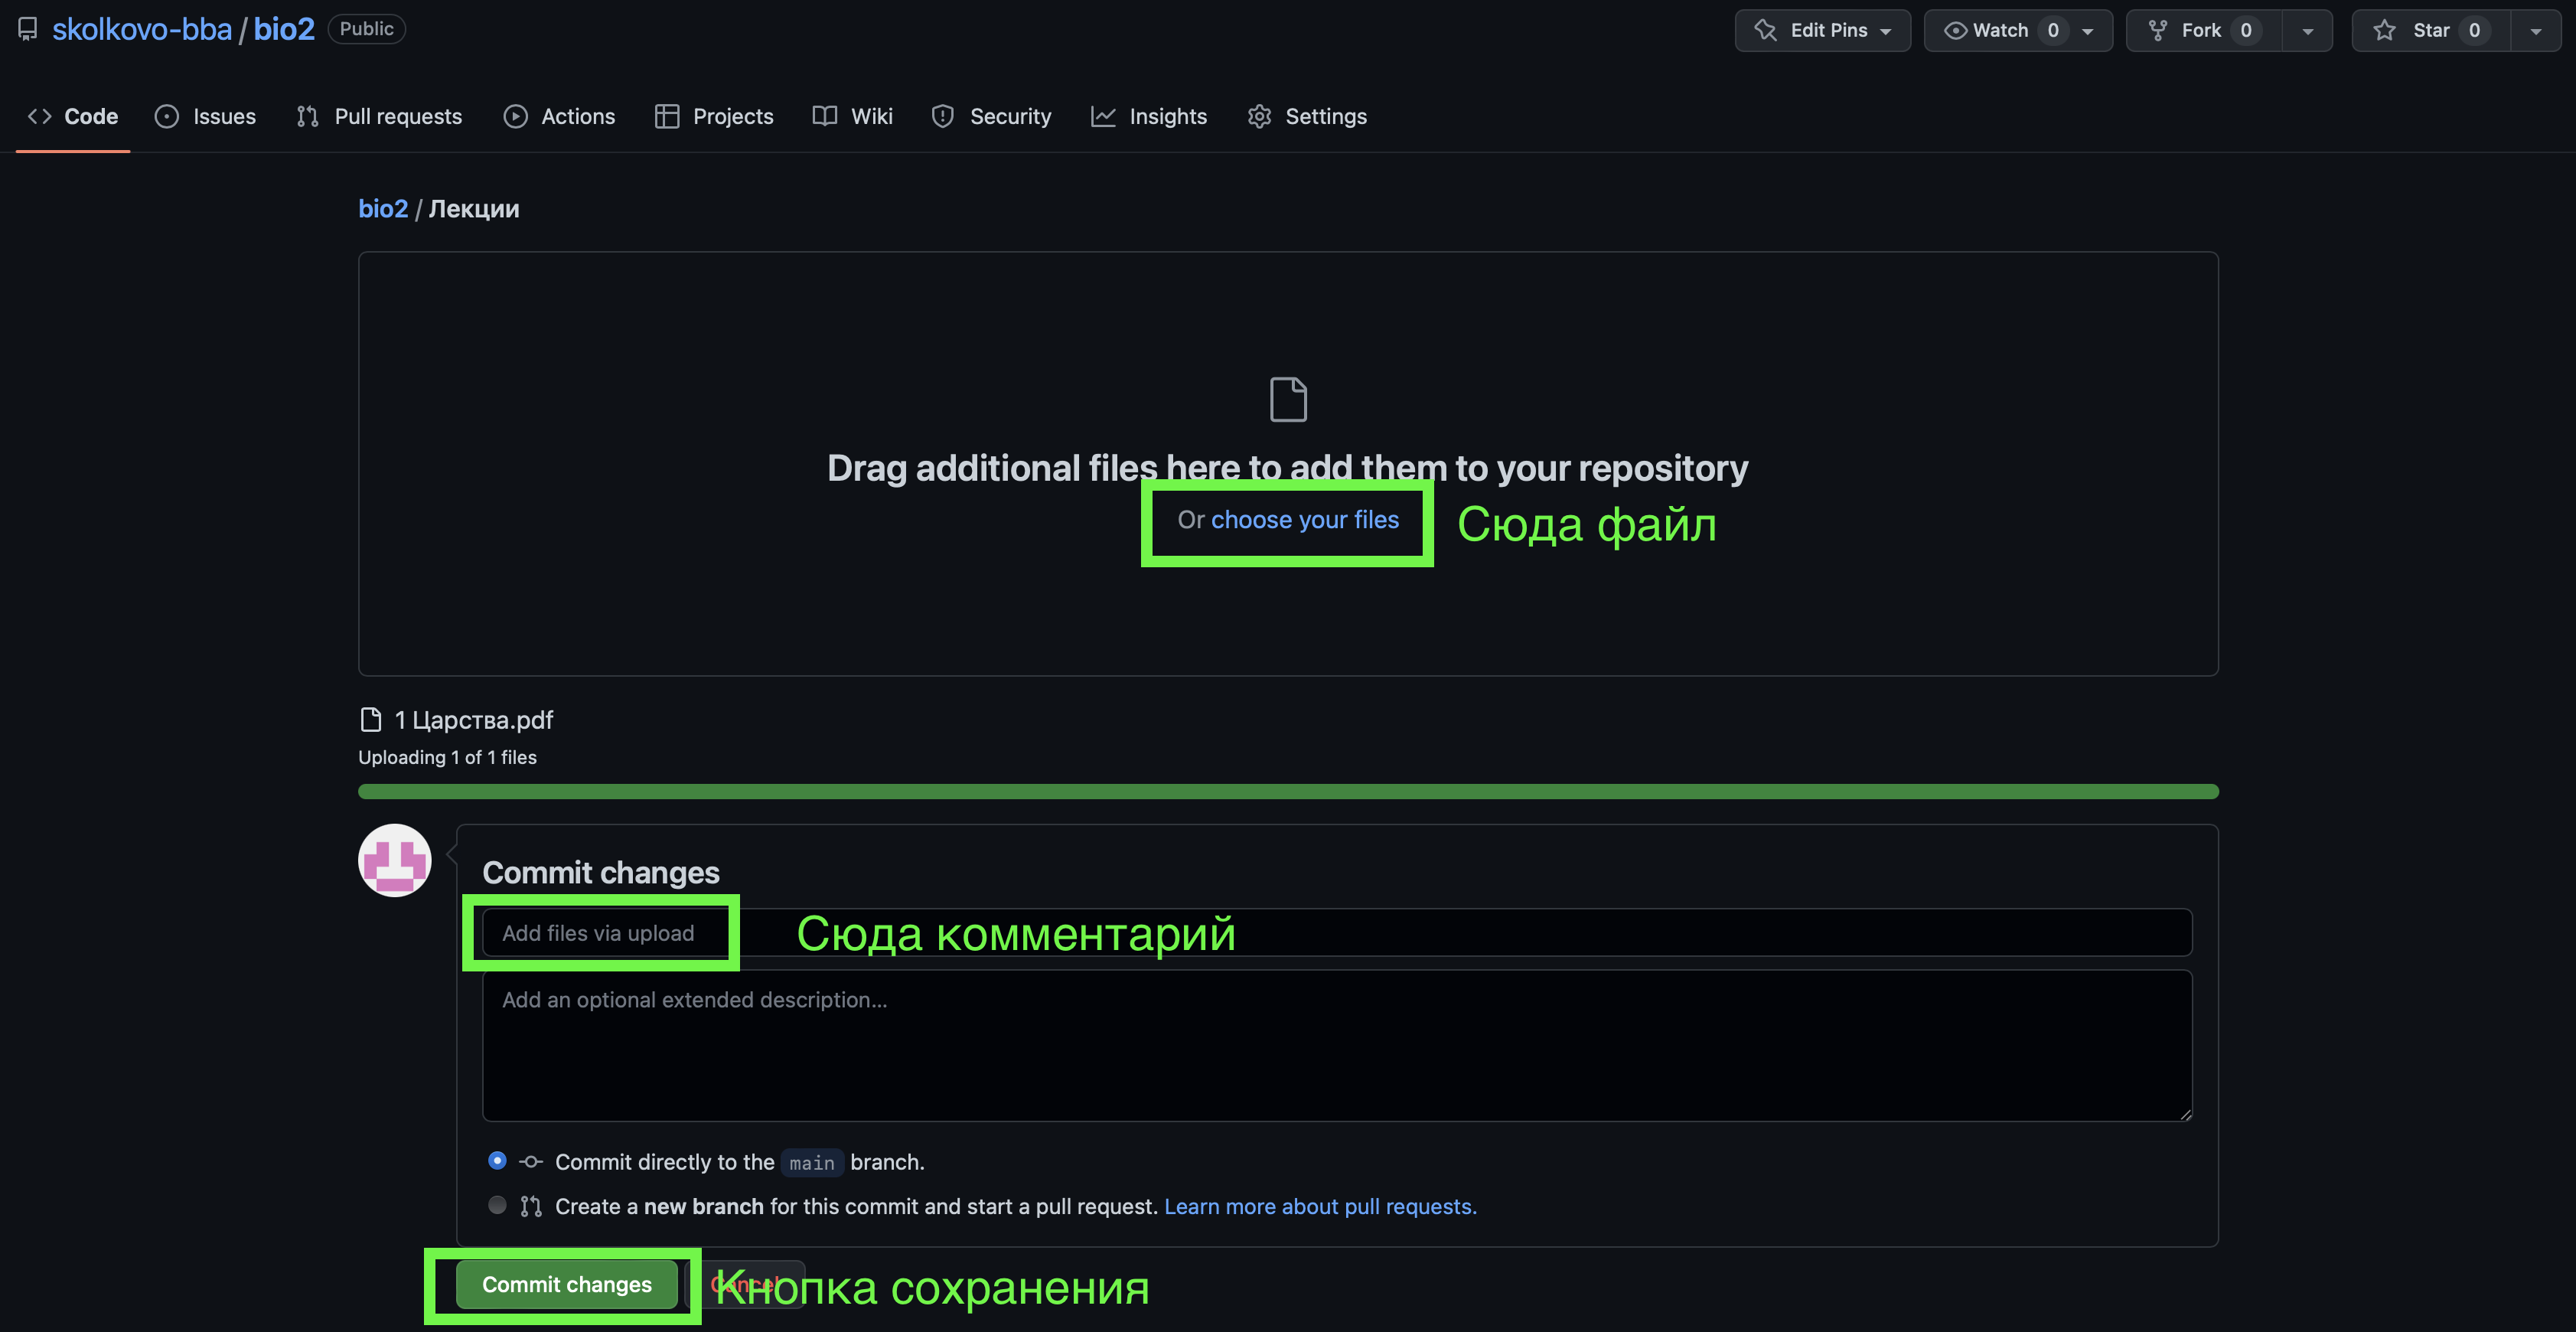 skolkovo-bba / bio2 Public Edit Pins Watch 0 Fork 0 Star 0
Code Issues Pull requests Actions Projects Wiki Security Insights Settings
bio2 / Лекции
Drag additional files here to add them to your repository
Or choose your files Сюда файл
1 Царства.pdf
Uploading 1 of 1 files
Commit changes
Add files via upload Сюда комментарий
Add an optional extended description...
Commit directly to the main branch.
Create a new branch for this commit and start a pull request. Learn more about pull requests.
Commit changes Cancel Кнопка сохранения